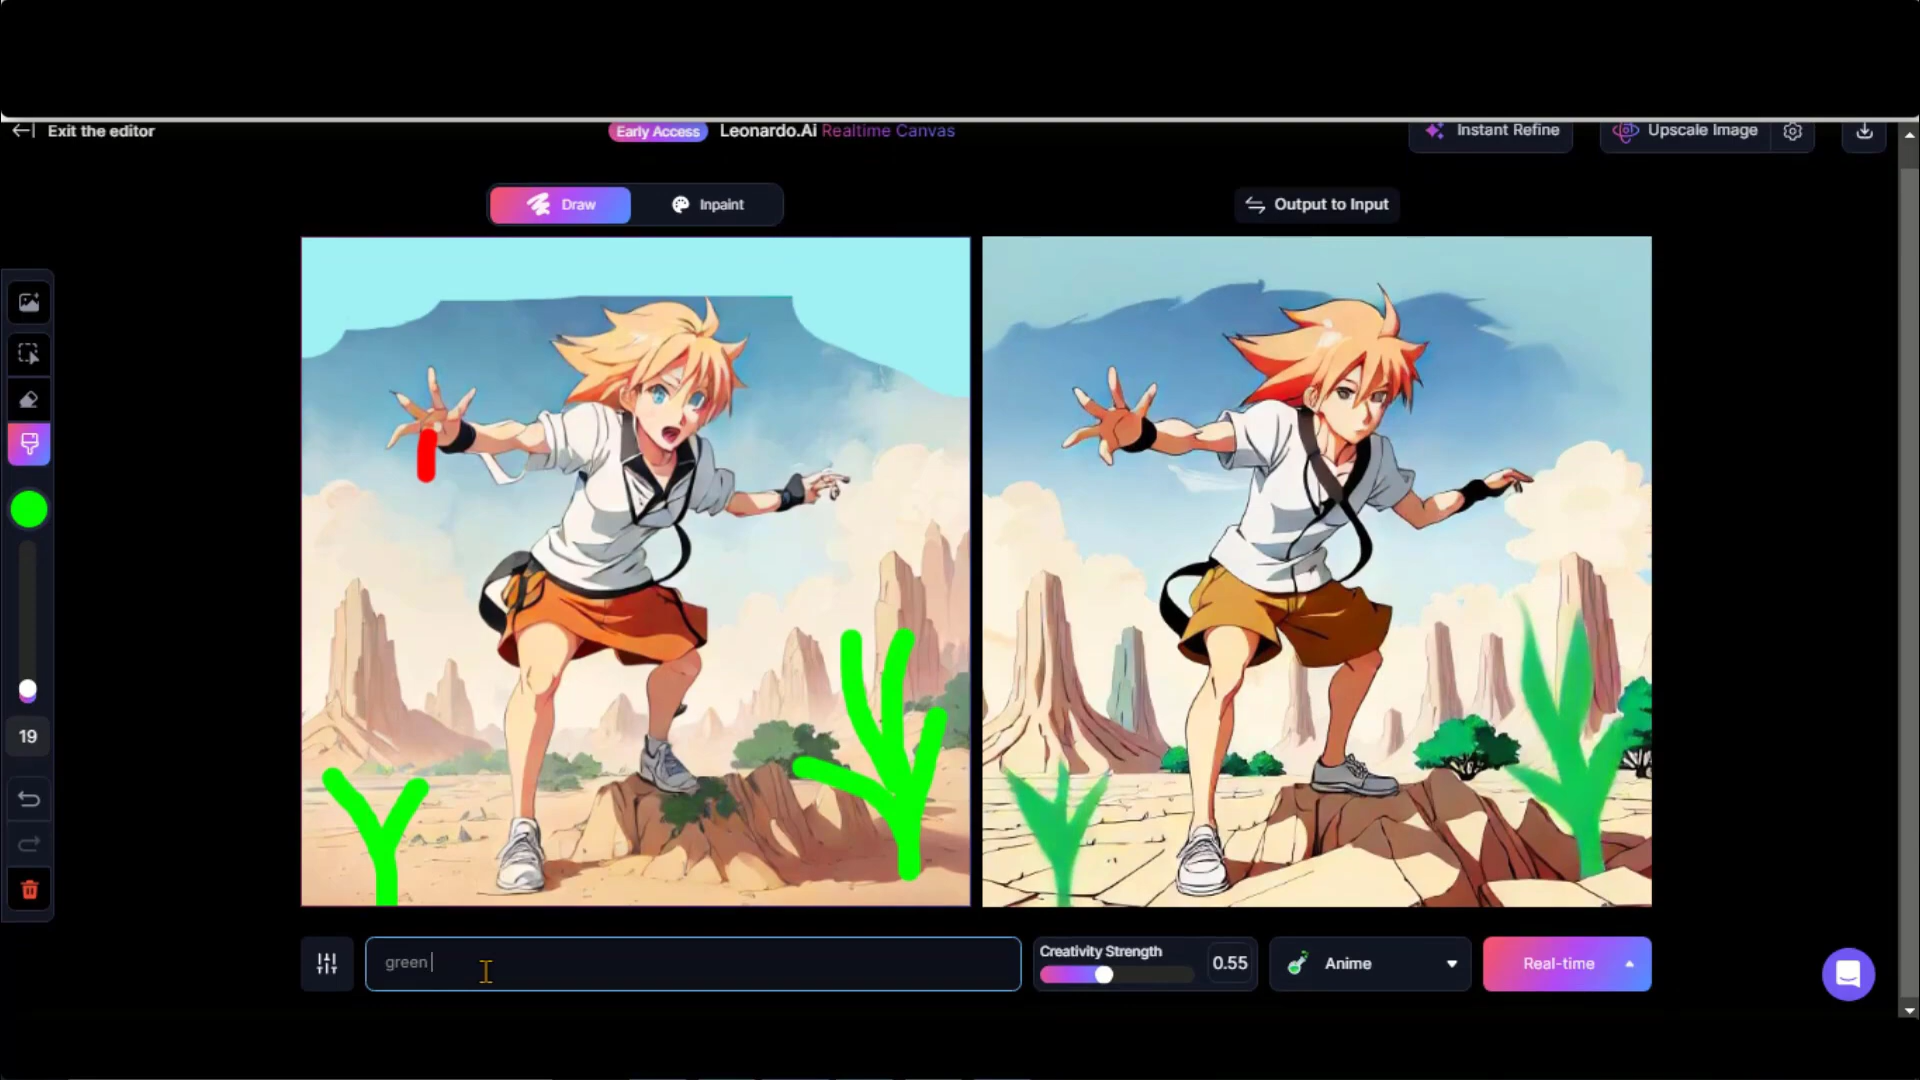 Exit the editor
Early Access Leonardo.Ai Realtime Canvas
Instant Refine
Upscale Image
Draw
Inpaint
Output to Input
19
green
Creativity Strength
0.55
Anime
Real-time